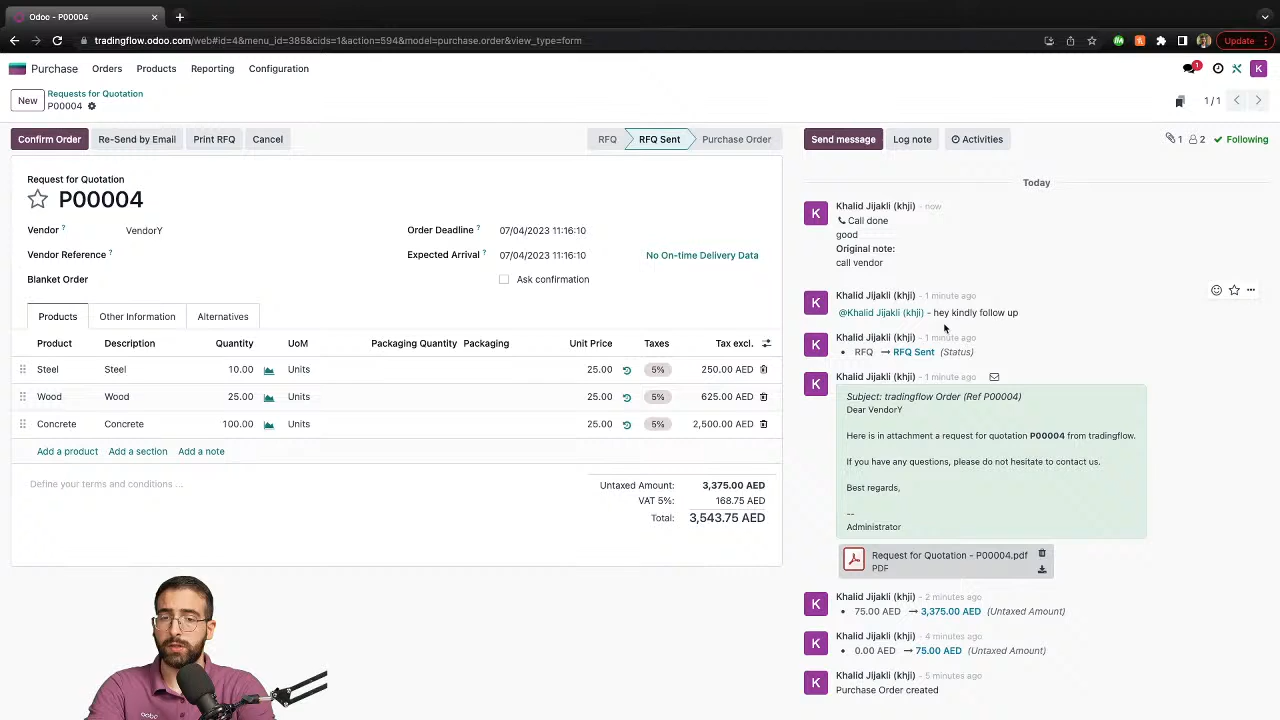 Odoo - P00004
tradingflow.odoo.com/web#id=4&menu_id=385&cids=1&action=594&model=purchase.order&view_type=form
Update
Purchase Orders Products Reporting Configuration
1 K
New
Requests for Quotation
P00004
1 / 1
Confirm Order Re-Send by Email Print RFQ Cancel
RFQ RFQ Sent Purchase Order
Send message Log note Activities
1 2 Following
Request for Quotation
P00004
Vendor ? VendorY
Vendor Reference ?
Blanket Order
Order Deadline ? 07/04/2023 11:16:10
Expected Arrival ? 07/04/2023 11:16:10 No On-time Delivery Data
Ask confirmation
Products Other Information Alternatives
Product Description Quantity UoM Packaging Quantity Packaging Unit Price Taxes Tax excl.
Steel Steel 10.00 Units 25.00 5% 250.00 AED
Wood Wood 25.00 Units 25.00 5% 625.00 AED
Concrete Concrete 100.00 Units 25.00 5% 2,500.00 AED
Add a product Add a section Add a note
Define your terms and conditions ...
Untaxed Amount: 3,375.00 AED
VAT 5%: 168.75 AED
Total: 3,543.75 AED
Today
K
Khalid Jijakli (khji) - now
Call done
good
Original note:
call vendor
K
Khalid Jijakli (khji) - 1 minute ago
@Khalid Jijakli (khji) - hey kindly follow up
K
Khalid Jijakli (khji) - 1 minute ago
• RFQ → RFQ Sent (Status)
K
Khalid Jijakli (khji) - 1 minute ago
Subject: tradingflow Order (Ref P00004)
Dear VendorY
Here is in attachment a request for quotation P00004 from tradingflow.
If you have any questions, please do not hesitate to contact us.
Best regards,
--
Administrator
Request for Quotation - P00004.pdf
PDF
K
Khalid Jijakli (khji) - 2 minutes ago
• 75.00 AED → 3,375.00 AED (Untaxed Amount)
K
Khalid Jijakli (khji) - 4 minutes ago
• 0.00 AED → 75.00 AED (Untaxed Amount)
K
Khalid Jijakli (khji) - 5 minutes ago
Purchase Order created